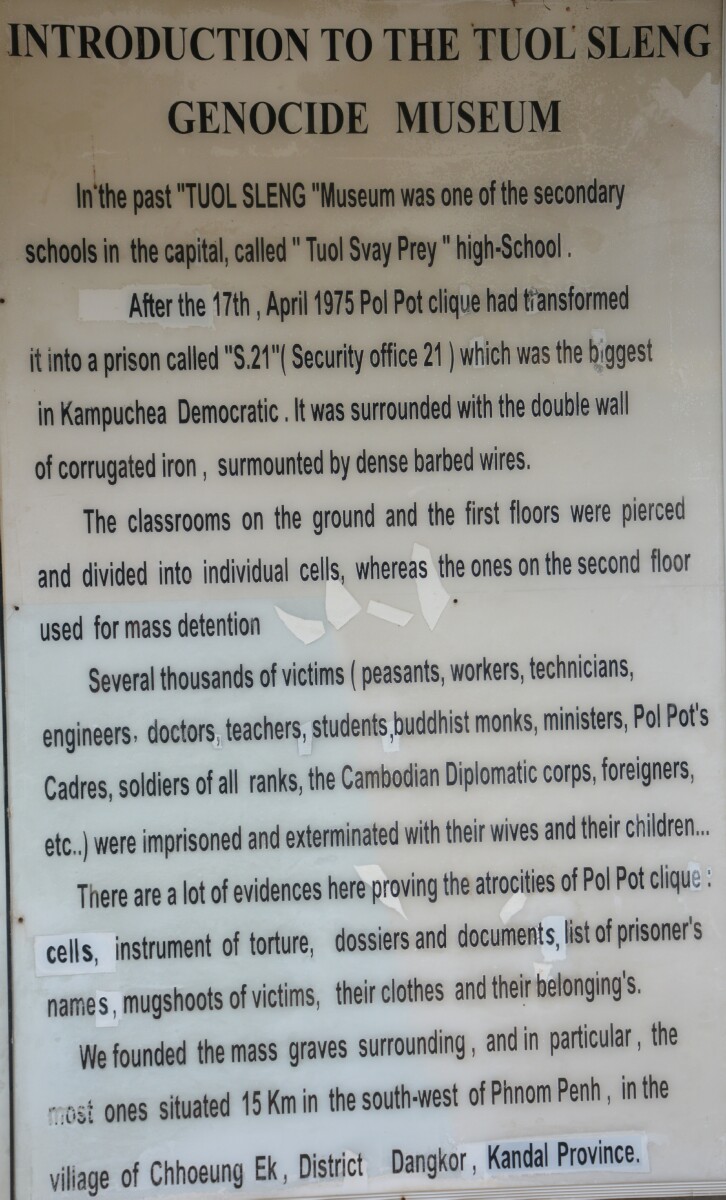 INTRODUCTION TO THE TUOL SLENG
GENOCIDE MUSEUM
In the past "TUOL SLENG "Museum was one of the secondary
schools in the capital, called " Tuol Svay Prey " high-School .
After the 17th , April 1975 Pol Pot clique had transformed
it into a prison called "S.21"( Security office 21 ) which was the biggest
in Kampuchea Democratic . It was surrounded with the double wall
of corrugated iron , surmounted by dense barbed wires.
The classrooms on the ground and the first floors were pierced
and divided into individual cells, whereas the ones on the second floor
used for mass detention
Several thousands of victims ( peasants, workers, technicians,
engineers, doctors, teachers, students,buddhist monks, ministers, Pol Pot's
Cadres, soldiers of all ranks, the Cambodian Diplomatic corps, foreigners,
etc..) were imprisoned and exterminated with their wives and their children...
There are a lot of evidences here proving the atrocities of Pol Pot clique :
cells, instrument of torture, dossiers and documents, list of prisoner's
names, mugshoots of victims, their clothes and their belonging's.
We founded the mass graves surrounding , and in particular , the
most ones situated 15 Km in the south-west of Phnom Penh , in the
village of Chhoeung Ek , District Dangkor , Kandal Province.